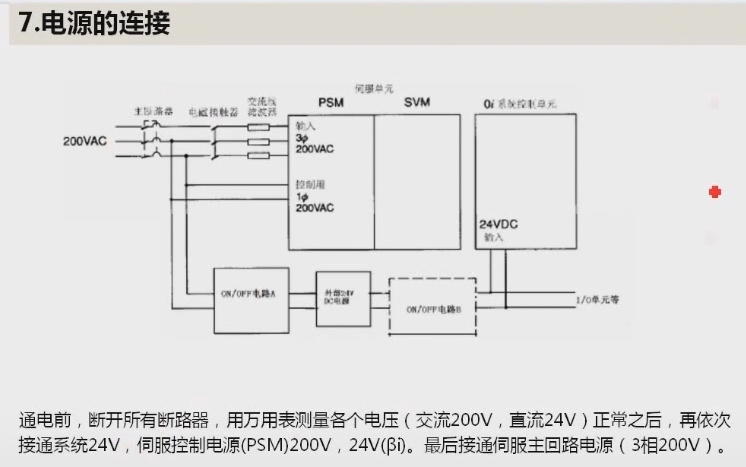 7.电源的连接
伺服单元
主断路器 电磁接触器 交流线滤波器 PSM SVM 0i 系统控制单元
200VAC
输入
3φ
200VAC
控制用
1φ
200VAC
24VDC
输入
ON/OFF电路A
外部24V
DC电源
ON/OFF电路B
I/O单元等
通电前，断开所有断路器，用万用表测量各个电压（交流200V，直流24V）正常之后，再依次
接通系统24V，伺服控制电源(PSM)200V，24V(βi)。最后接通伺服主回路电源（3相200V）。